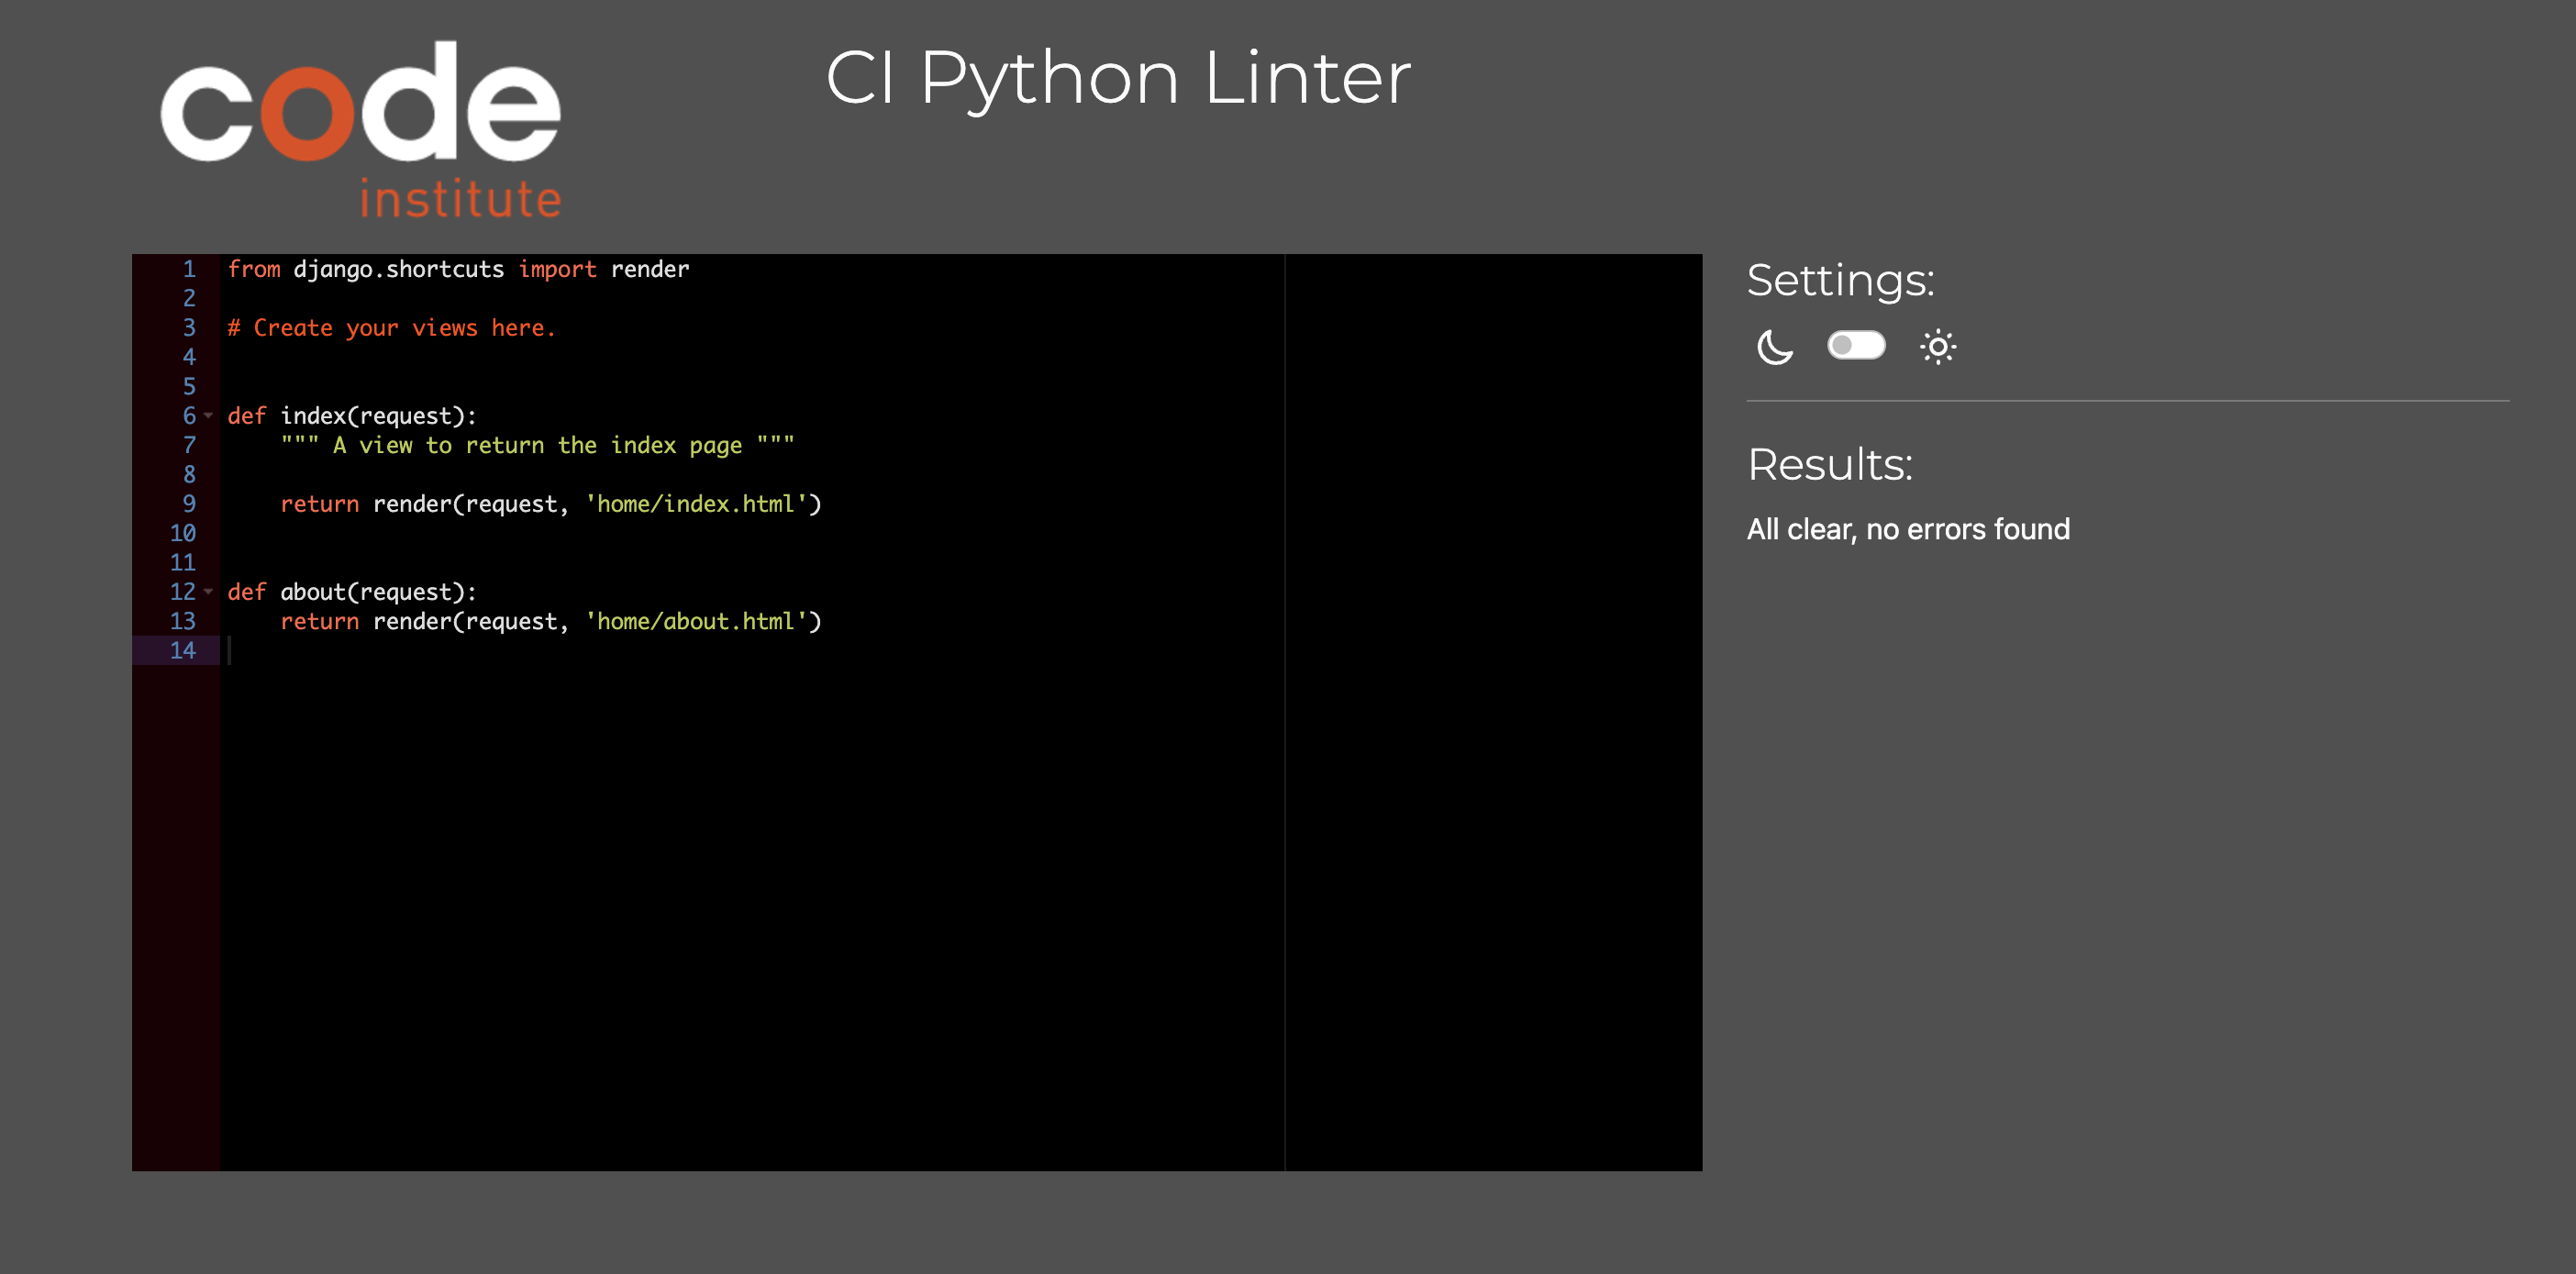 code
institute
CI Python Linter
1 from django.shortcuts import render
2
3 # Create your views here.
4
5
6 def index(request):
7     """ A view to return the index page """
8
9     return render(request, 'home/index.html')
10
11
12 def about(request):
13     return render(request, 'home/about.html')
14
Settings:
Results:
All clear, no errors found